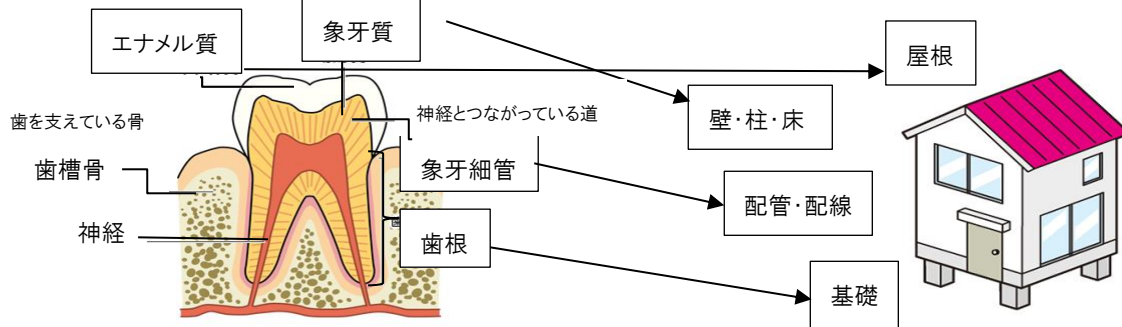 エナメル質
象牙質
屋根
歯を支えている骨
神経とつながっている道
壁・柱・床
歯槽骨
象牙細管
配管・配線
神経
歯根
基礎